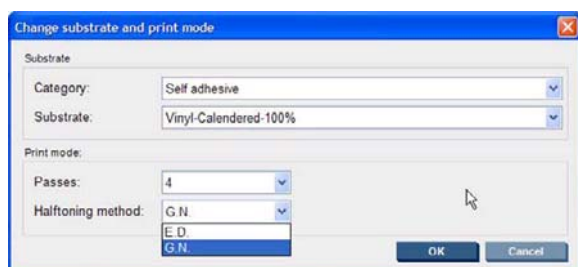 Change substrate and print mode
Substrate
Category: Self adhesive
Substrate: Vinyl-Calendered-100%
Print mode:
Passes: 4
Halftoning method: G.N.
E.D.
G.N.
OK Cancel